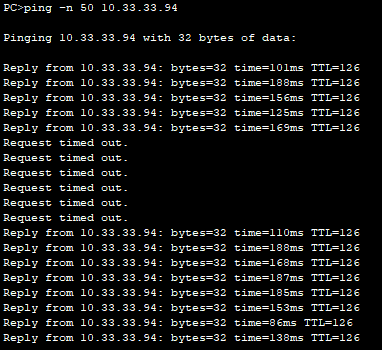 PC>ping -n 50 10.33.33.94
Pinging 10.33.33.94 with 32 bytes of data:
Reply from 10.33.33.94: bytes=32 time=101ms TTL=126
Reply from 10.33.33.94: bytes=32 time=188ms TTL=126
Reply from 10.33.33.94: bytes=32 time=156ms TTL=126
Reply from 10.33.33.94: bytes=32 time=125ms TTL=126
Reply from 10.33.33.94: bytes=32 time=169ms TTL=126
Request timed out.
Request timed out.
Request timed out.
Request timed out.
Request timed out.
Request timed out.
Reply from 10.33.33.94: bytes=32 time=110ms TTL=126
Reply from 10.33.33.94: bytes=32 time=188ms TTL=126
Reply from 10.33.33.94: bytes=32 time=168ms TTL=126
Reply from 10.33.33.94: bytes=32 time=187ms TTL=126
Reply from 10.33.33.94: bytes=32 time=185ms TTL=126
Reply from 10.33.33.94: bytes=32 time=153ms TTL=126
Reply from 10.33.33.94: bytes=32 time=86ms TTL=126
Reply from 10.33.33.94: bytes=32 time=138ms TTL=126